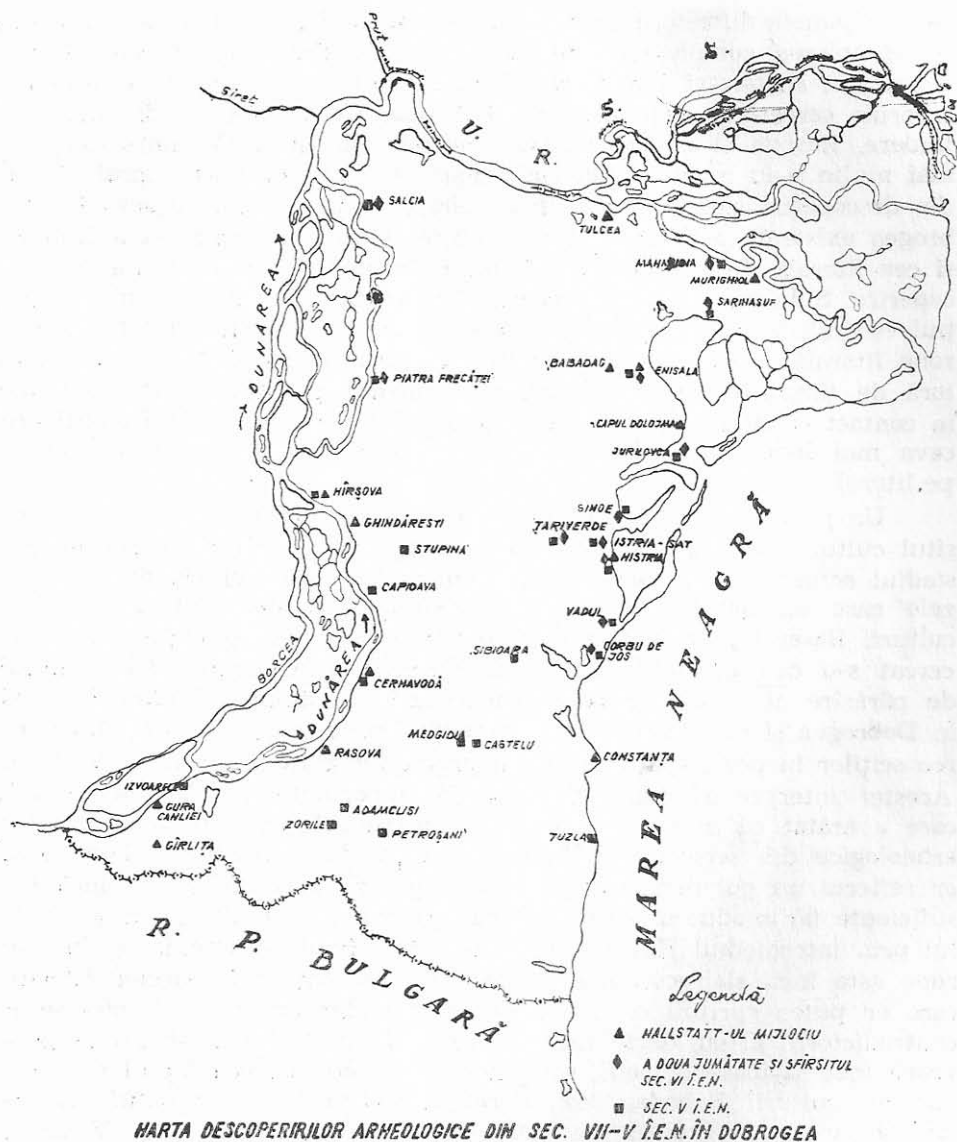 Prut
Siret
U. R. S. S.
DUNĂREA
SALCIA
TULCEA
MAHMUDIA
MURIGHIOL
SARINASUF
PIATRA FRECĂȚEI
BABADAG
ENISALA
CAPUL DOLOJMAN
JURILOVCA
HÎRȘOVA
GHINDĂREȘTI
STUPINA
SINOE
TARIVERDE
ISTRIA-SAT
HISTRIA
CAPIDAVA
VADUL
BORCEA
DUNĂREA
SIBIOARA
CORBU DE
JOS
CERNAVODĂ
MEDGIDIA
CASTELU
RASOVA
CONSTANȚA
IZVOARELE
GURA
CANLIEI
ADAMCLISI
ZORILE
PETROȘANI
TUZLA
GÎRLIȚA
MAREA NEAGRĂ
R. P. BULGARĂ
Legendă
HALLSTATT-UL MIJLOCIU
A DOUA JUMĂTATE ȘI SFÎRȘITUL
SEC. VI Î.E.N.
SEC. V Î.E.N.
HARTA DESCOPERIRILOR ARHEOLOGICE DIN SEC. VII-V Î.E.N. ÎN DOBROGEA